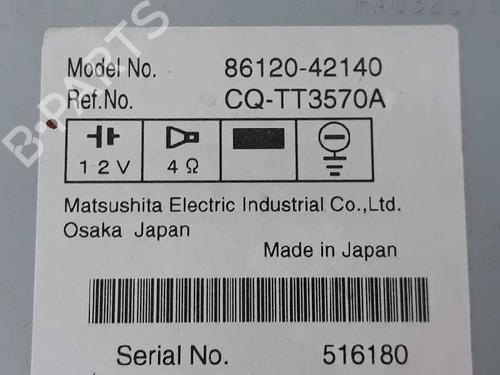 B-PARTS
Model No. 86120-42140
Ref.No. CQ-TT3570A
12V 4Ω
Matsushita Electric Industrial Co.,Ltd.
Osaka Japan
Made in Japan
Serial No. 516180